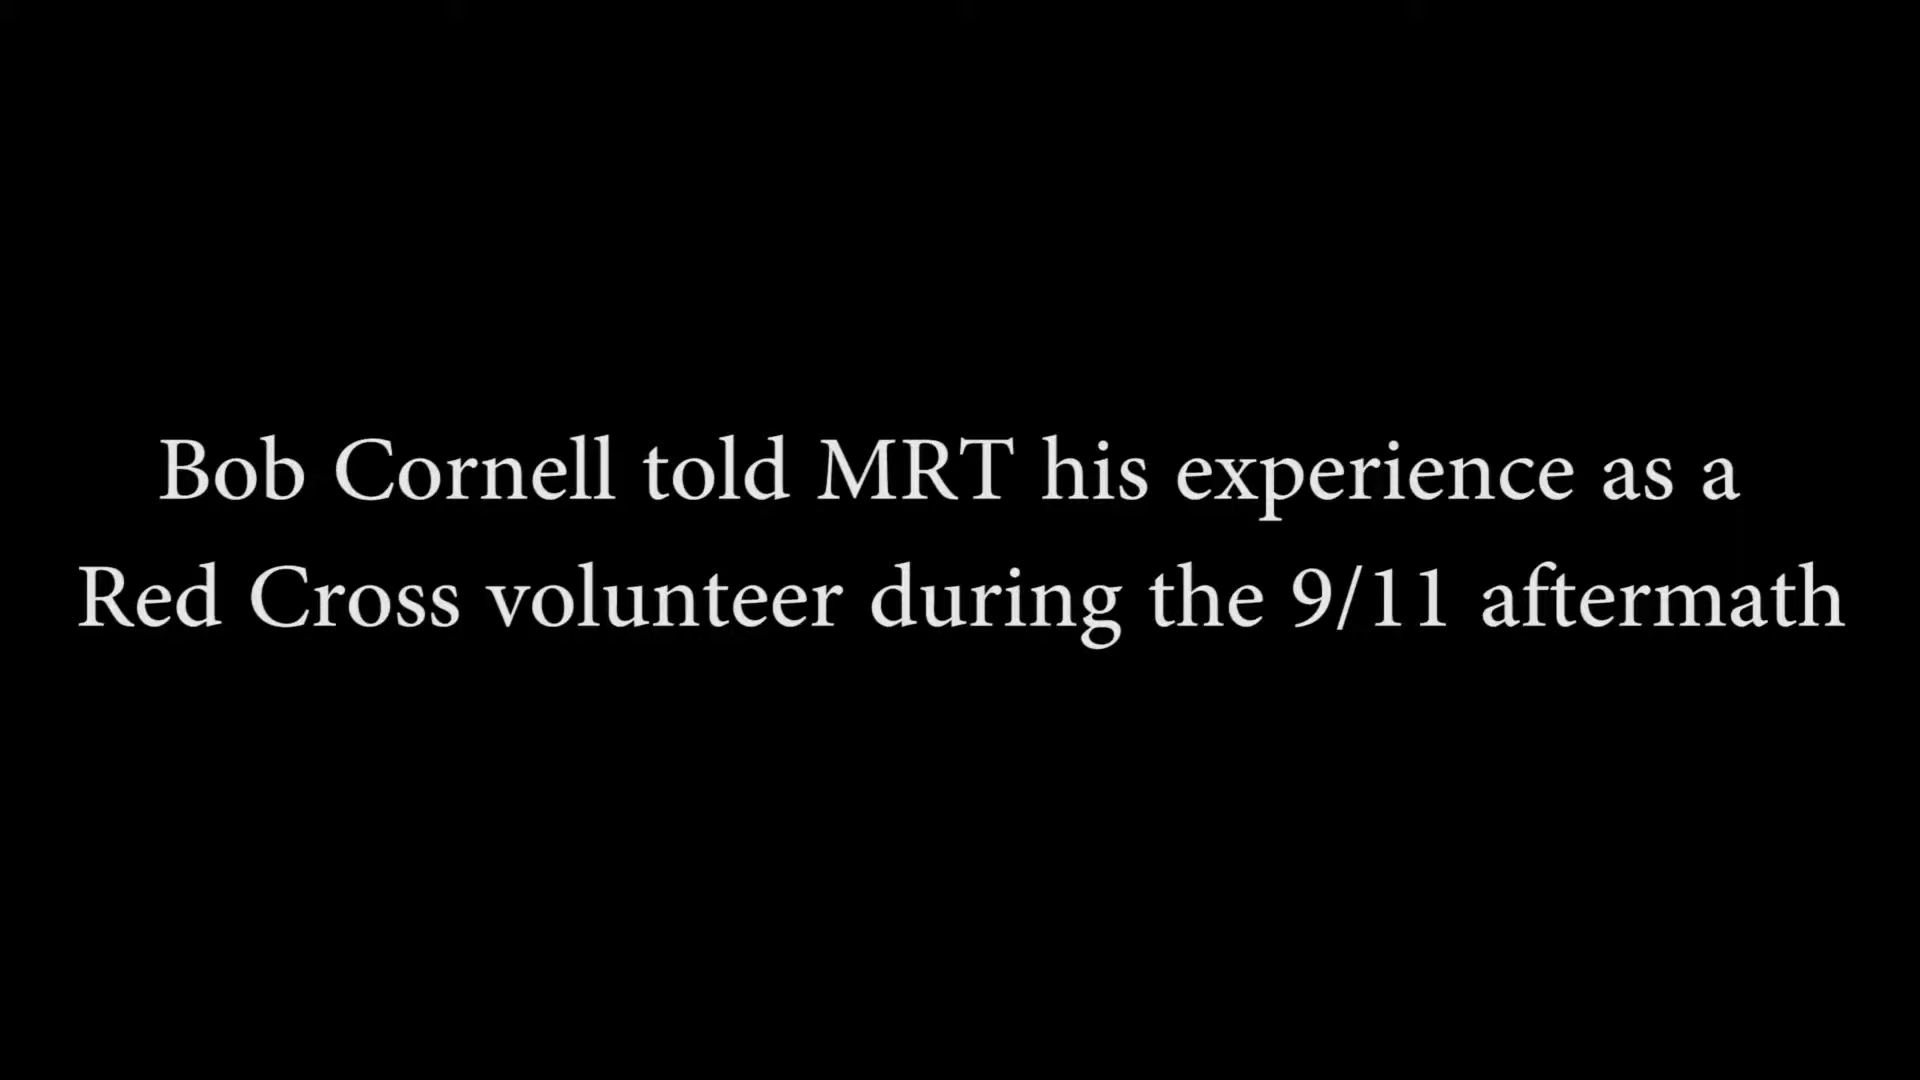 Bob Cornell told MRT his experience as a
Red Cross volunteer during the 9/11 aftermath